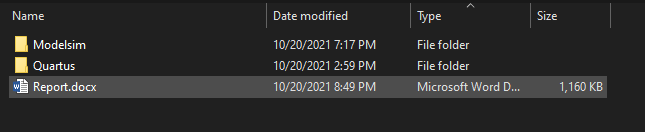 Name Date modified Type Size
Modelsim 10/20/2021 7:17 PM File folder
Quartus 10/20/2021 2:59 PM File folder
Report.docx 10/20/2021 8:49 PM Microsoft Word D... 1,160 KB